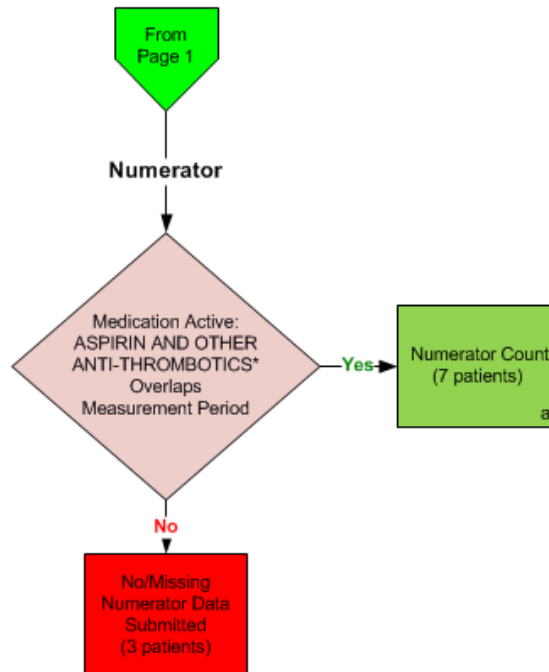 From
Page 1
Numerator
Medication Active:
ASPIRIN AND OTHER
ANTI-THROMBOTICS*
Overlaps
Measurement Period
Yes
Numerator Count
(7 patients)
a
No
No/Missing
Numerator Data
Submitted
(3 patients)